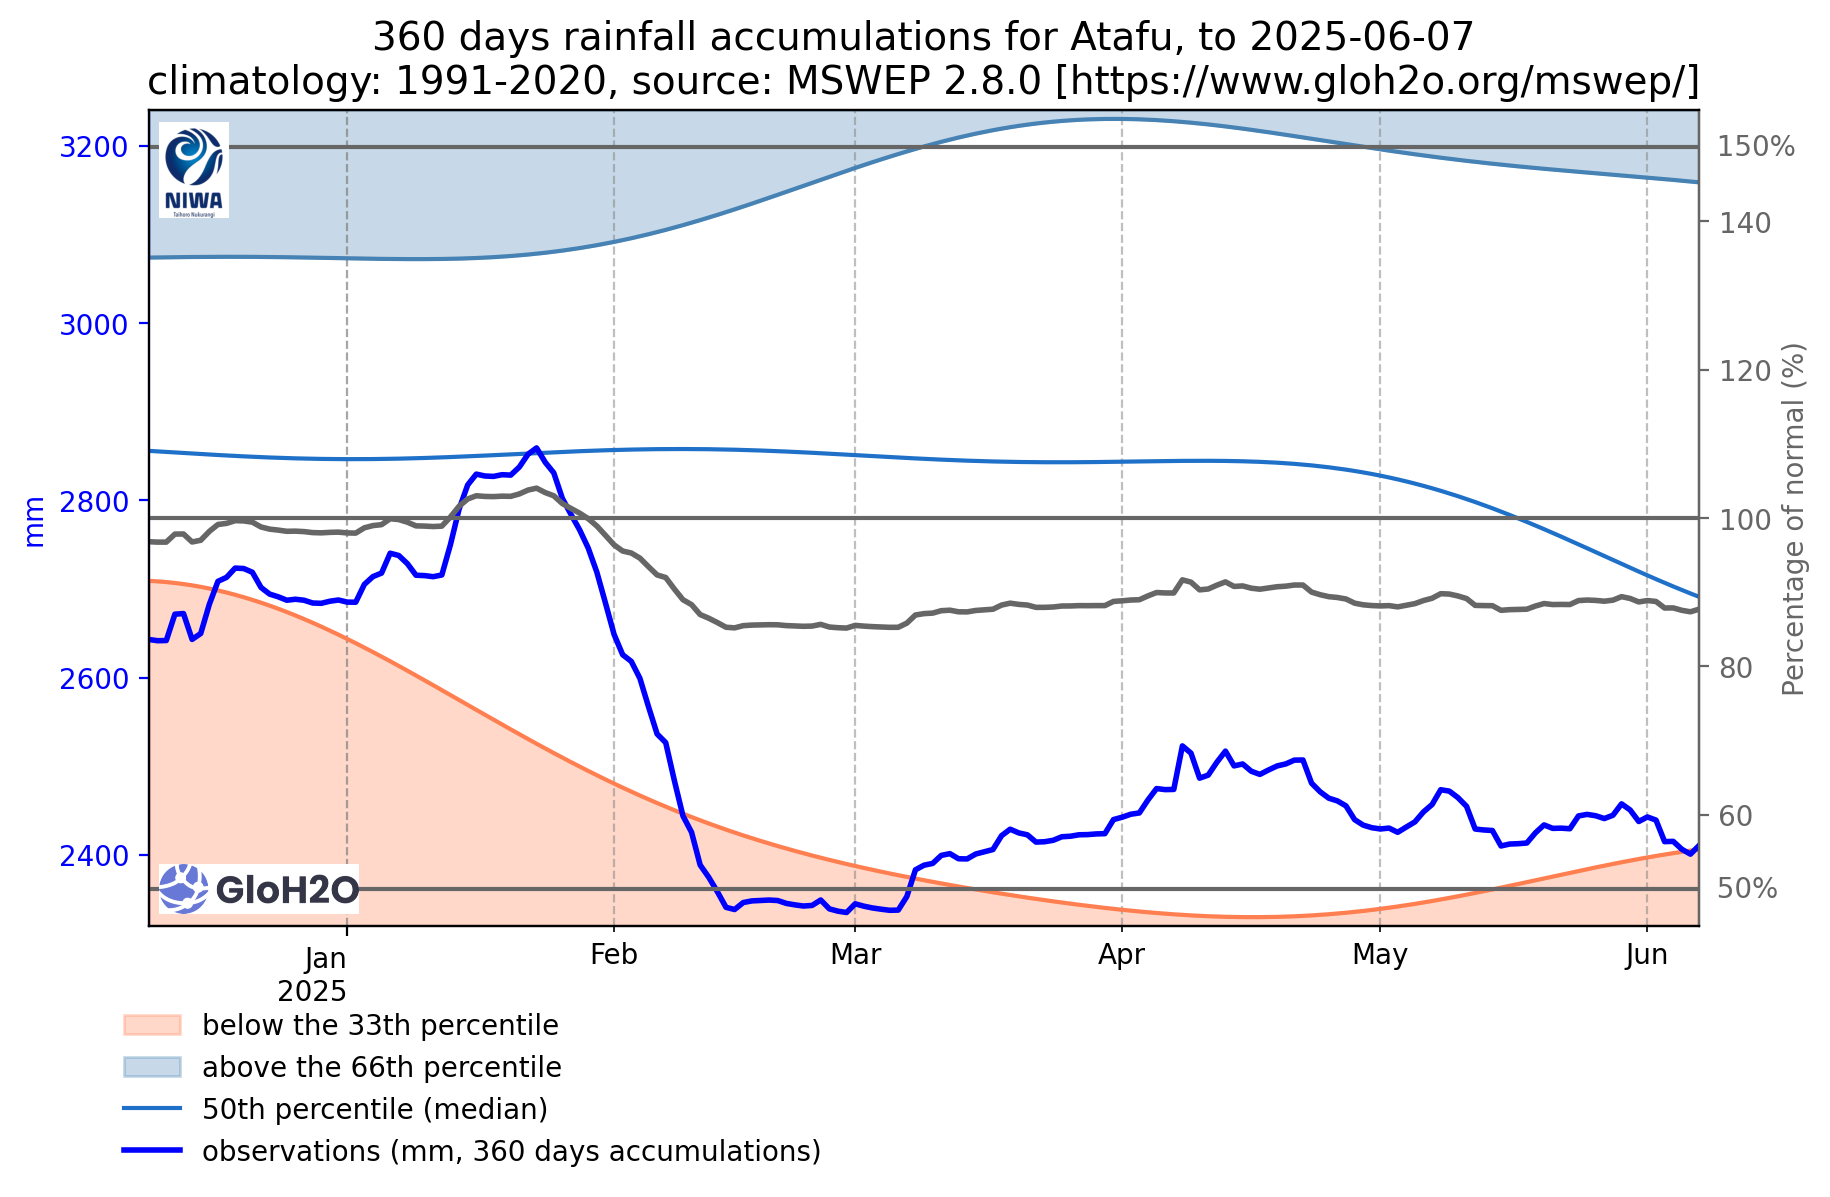 360 days rainfall accumulations for Atafu, to 2025-06-07
climatology: 1991-2020, source: MSWEP 2.8.0 [https://www.gloh2o.org/mswep/]
3200
3000
2800
2600
2400
mm
150%
140
120
100
80
60
50%
Percentage of normal (%)
NIWA
Taihoro Nukurangi
GloH2O
Jan
2025
Feb
Mar
Apr
May
Jun
below the 33th percentile
above the 66th percentile
50th percentile (median)
observations (mm, 360 days accumulations)